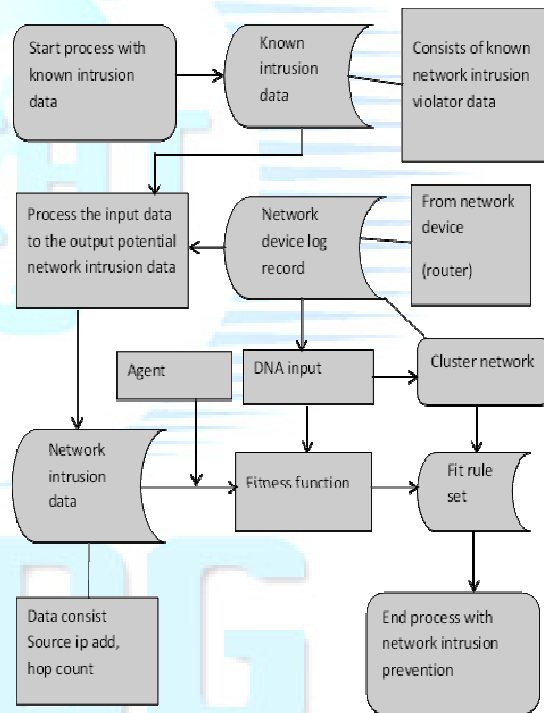 Start process with
known intrusion
data
Known
intrusion
data
Consists of known
network intrusion
violator data
Process the input data
to the output potential
network intrusion data
Network
device log
record
From network
device
(router)
Agent
DNA input
Cluster network
Network
intrusion
data
Fitness function
Fit rule
set
Data consist
Source ip add,
hop count
End process with
network intrusion
prevention